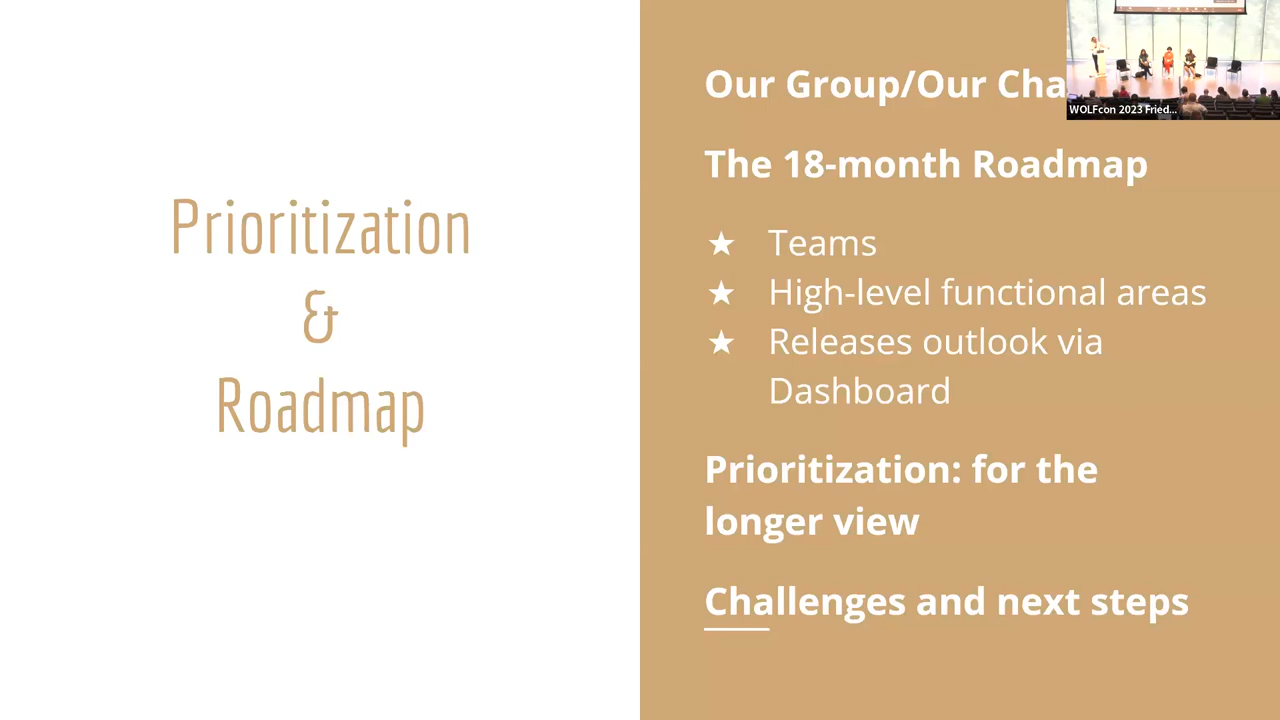 Prioritization
&
Roadmap
Our Group/Our
The 18-month Roadmap
★ Teams
★ High-level functional areas
★ Releases outlook via
Dashboard
Prioritization: for the
longer view
Challenges and next steps
WOLFcon 2023 Fried...